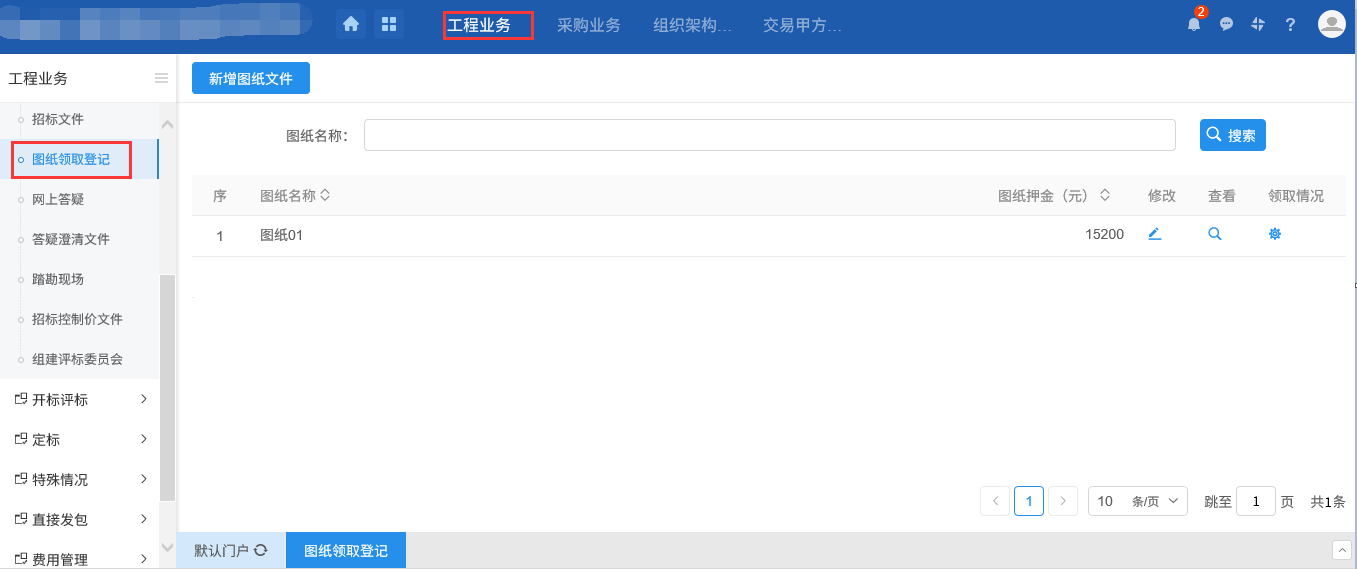 工程业务 采购业务 组织架构... 交易甲方... 2 ?
工程业务
新增图纸文件
招标文件
图纸领取登记
网上答疑
答疑澄清文件
踏勘现场
招标控制价文件
组建评标委员会
开标评标
定标
特殊情况
直接发包
费用管理
图纸名称: 搜索
序 图纸名称 图纸押金（元） 修改 查看 领取情况
1 图纸01 15200
1 10 条/页 跳至 1 页 共1条
默认门户 图纸领取登记